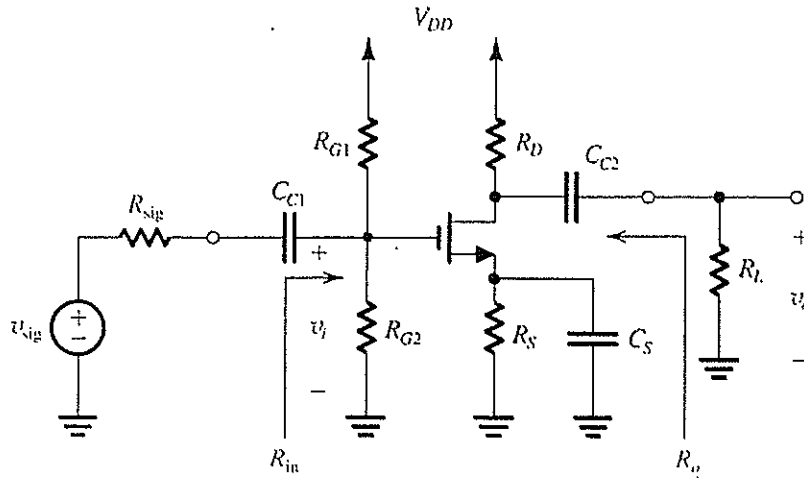 V_DD
R_G1
R_D
C_C2
C_C1
R_sig
+
+
R_L
+
v_sig
+
−
v_i
R_G2
R_S
C_S
−
−
R_in
R_o